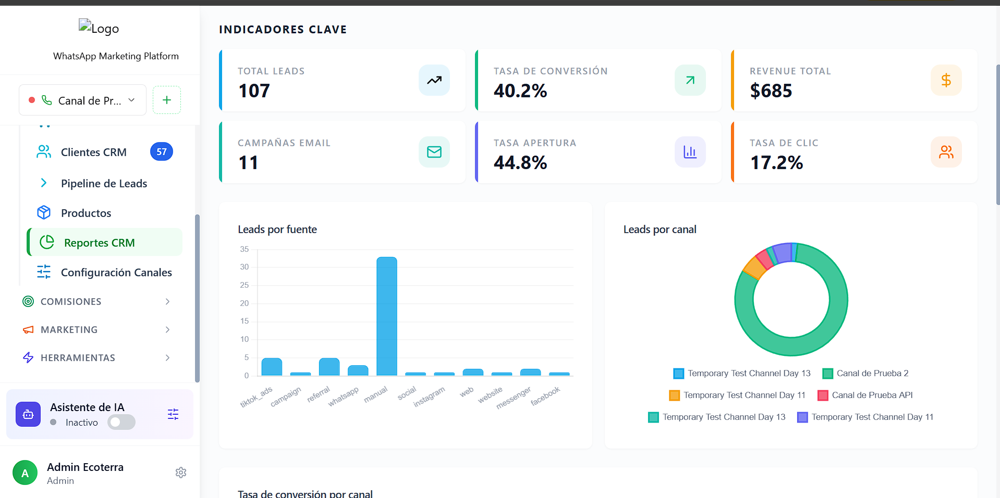 Logo
WhatsApp Marketing Platform
Canal de Pr...
Clientes CRM
57
Pipeline de Leads
Productos
Reportes CRM
Configuración Canales
COMISIONES
MARKETING
HERRAMIENTAS
Asistente de IA
Inactivo
A
Admin Ecoterra
Admin
INDICADORES CLAVE
TOTAL LEADS
107
TASA DE CONVERSIÓN
40.2%
REVENUE TOTAL
$685
CAMPAÑAS EMAIL
11
TASA APERTURA
44.8%
TASA DE CLIC
17.2%
Leads por fuente
35
30
25
20
15
10
5
0
tiktok_ads
campaign
referral
whatsapp
manual
social
instagram
web
website
messenger
facebook
Leads por canal
Temporary Test Channel Day 13
Canal de Prueba 2
Temporary Test Channel Day 11
Canal de Prueba API
Temporary Test Channel Day 13
Temporary Test Channel Day 11
Tasa de conversión por canal